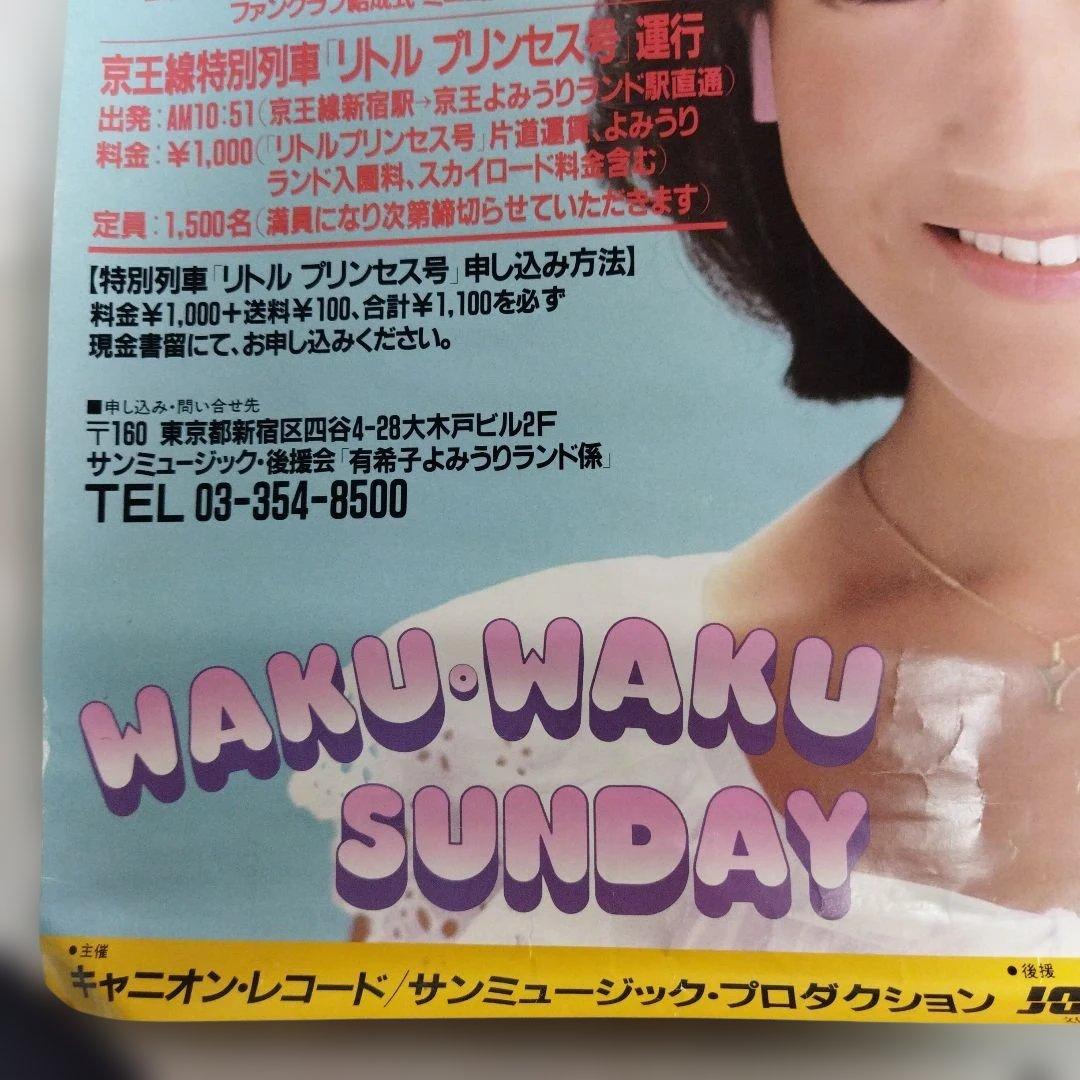 ファンクラブ結成式
京王線特別列車「リトル プリンセス号」運行
出発:AM10:51(京王線新宿駅→京王よみうりランド駅直通)
料金:¥1,000(「リトルプリンセス号」片道運賃、よみうり
ランド入園料、スカイロード料金含む)
定員:1,500名(満員になり次第締切らせていただきます)
【特別列車「リトル プリンセス号」申し込み方法】
料金¥1,000+送料¥100、合計¥1,100を必ず
現金書留にて、お申し込みください。
■申し込み・問い合せ先
〒160 東京都新宿区四谷4-28大木戸ビル2F
サンミュージック・後援会「有希子よみうりランド係」
TEL 03-354-8500
WAKU・WAKU
SUNDAY
●主催
キャニオン・レコード/サンミュージック・プロダクション
●後援
JO